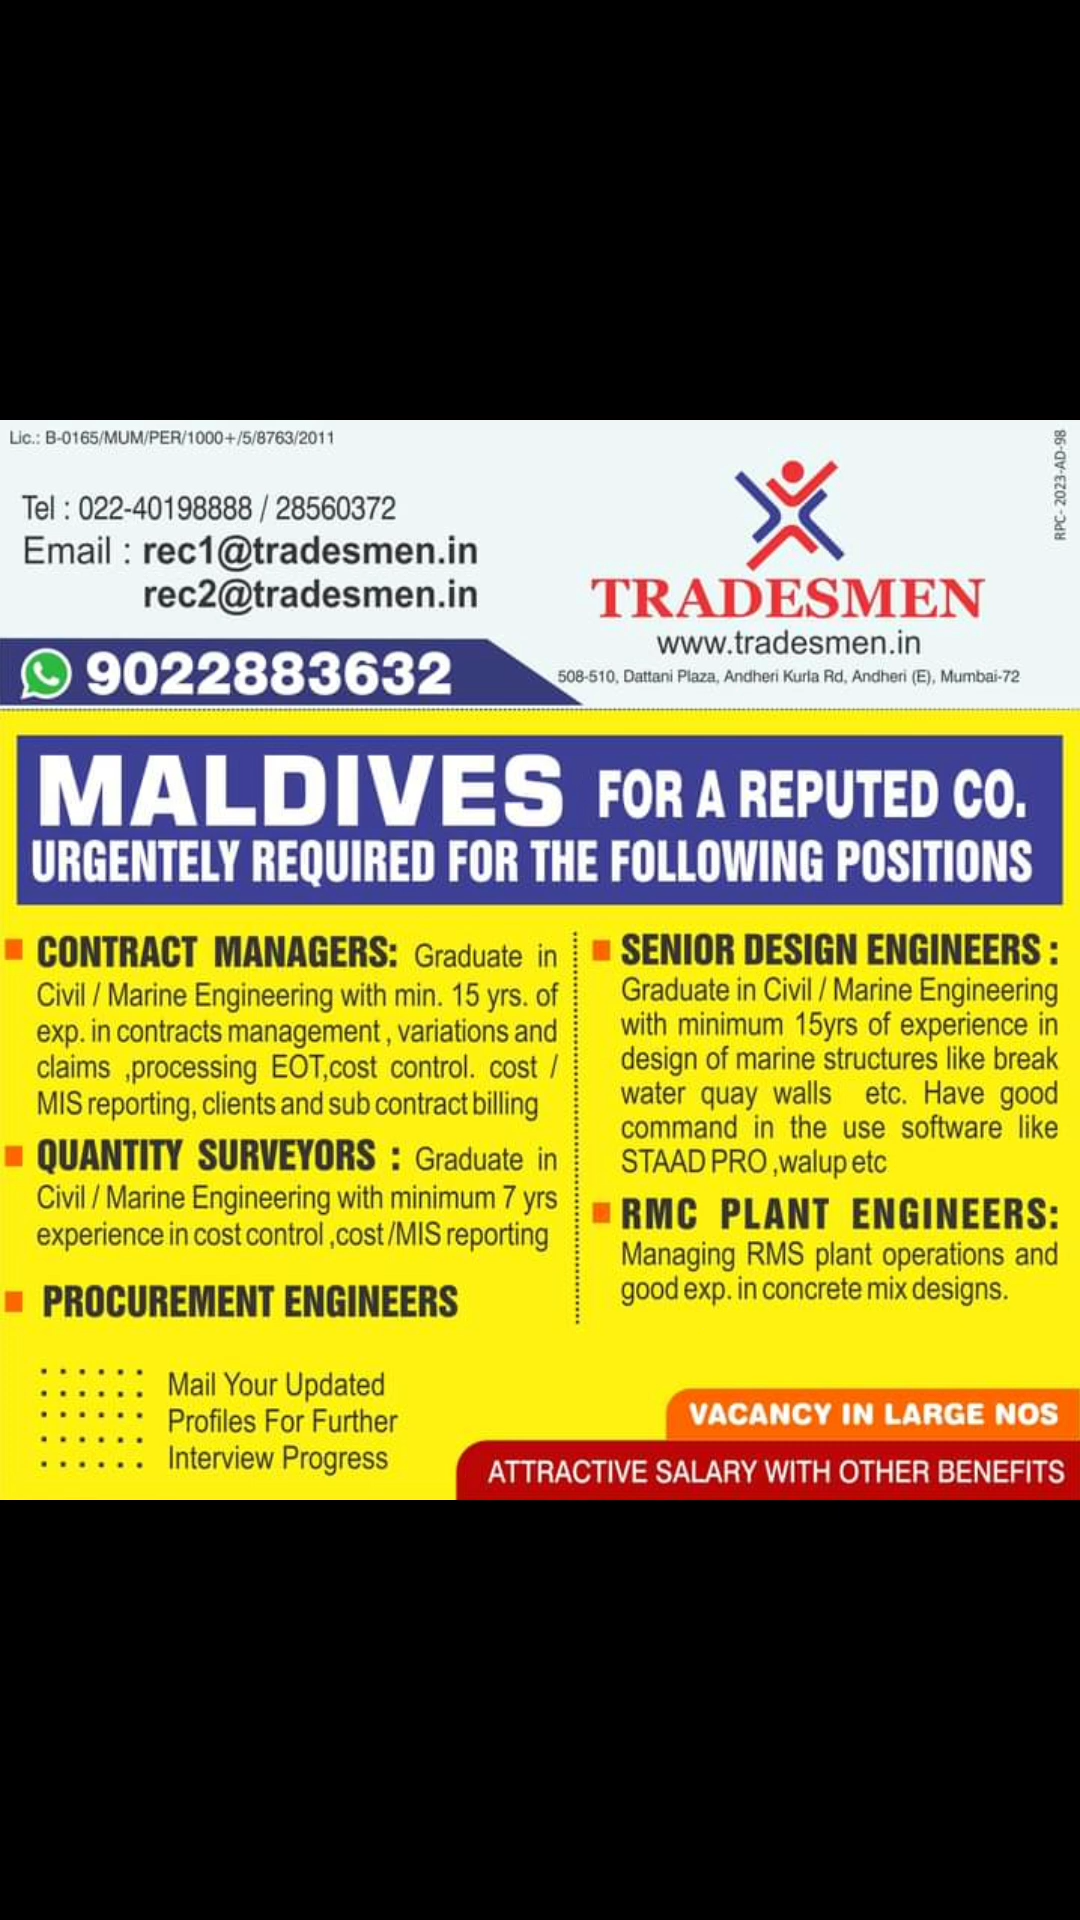 Lic.: B-0165/MUM/PER/1000+/5/8763/2011
RPC- 2023-AD-98
Tel : 022-40198888 / 28560372
Email : rec1@tradesmen.in
rec2@tradesmen.in
9022883632
TRADESMEN
www.tradesmen.in
508-510, Dattani Plaza, Andheri Kurla Rd, Andheri (E), Mumbai-72
MALDIVES FOR A REPUTED CO.
URGENTELY REQUIRED FOR THE FOLLOWING POSITIONS
CONTRACT MANAGERS: Graduate in
Civil / Marine Engineering with min. 15 yrs. of
exp. in contracts management , variations and
claims ,processing EOT,cost control. cost /
MIS reporting, clients and sub contract billing
QUANTITY SURVEYORS : Graduate in
Civil / Marine Engineering with minimum 7 yrs
experience in cost control ,cost /MIS reporting
PROCUREMENT ENGINEERS
SENIOR DESIGN ENGINEERS :
Graduate in Civil / Marine Engineering
with minimum 15yrs of experience in
design of marine structures like break
water quay walls etc. Have good
command in the use software like
STAAD PRO ,walup etc
RMC PLANT ENGINEERS:
Managing RMS plant operations and
good exp. in concrete mix designs.
Mail Your Updated
Profiles For Further
Interview Progress
VACANCY IN LARGE NOS
ATTRACTIVE SALARY WITH OTHER BENEFITS